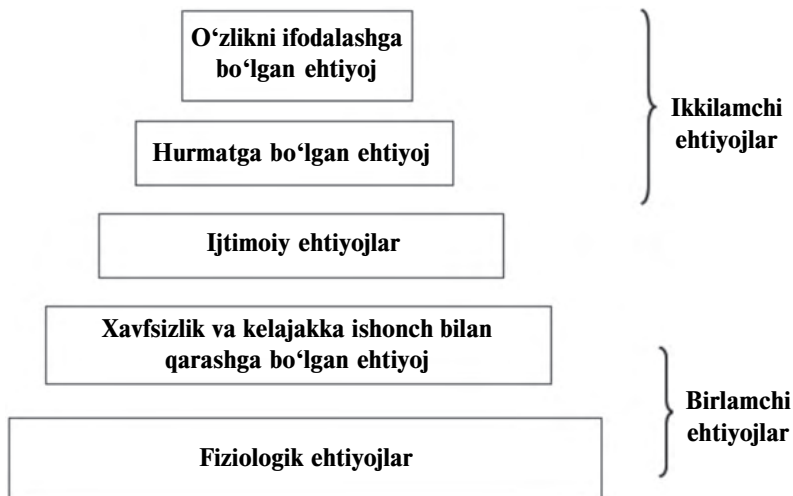 O‘zlikni ifodalashga
bo‘lgan ehtiyoj
Hurmatga bo‘lgan ehtiyoj
Ikkilamchi
ehtiyojlar
Ijtimoiy ehtiyojlar
Xavfsizlik va kelajakka ishonch bilan
qarashga bo‘lgan ehtiyoj
Fiziologik ehtiyojlar
Birlamchi
ehtiyojlar